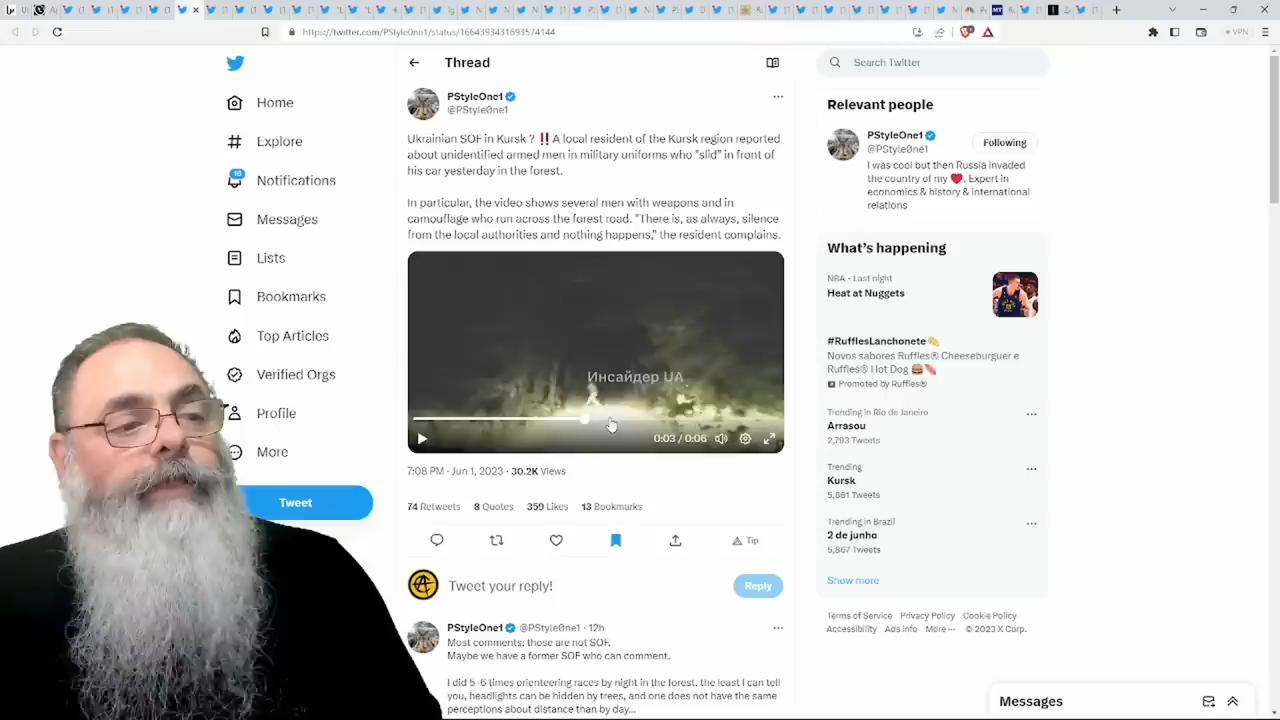 https://twitter.com/PStyle0ne1/status/1664393431693574144
VPN
Home
Explore
16
Notifications
Messages
Lists
Bookmarks
Top Articles
Verified Orgs
Profile
More
Tweet
Thread
PStyleOne1
@PStyle0ne1
Ukrainian SOF in Kursk ? ‼️A local resident of the Kursk region reported
about unidentified armed men in military uniforms who "slid" in front of
his car yesterday in the forest.
In particular, the video shows several men with weapons and in
camouflage who run across the forest road. "There is, as always, silence
from the local authorities and nothing happens," the resident complains.
Инсайдер UA
0:03 / 0:06
7:08 PM · Jun 1, 2023 · 30.2K Views
74 Retweets 8 Quotes 359 Likes 13 Bookmarks
Tip
Tweet your reply!
Reply
PStyleOne1 @PStyle0ne1 · 12h
Most comments: those are not SOF.
Maybe we have a former SOF who can comment.
I did 5-6 times orienteering races by night in the forest. the least I can tell
you, headlights can be hidden by trees, and one does not have the same
perceptions about distance than by day...
Search Twitter
Relevant people
PStyleOne1
@PStyle0ne1
Following
I was cool but then Russia invaded
the country of my ❤️. Expert in
economics & history & international
relations
What's happening
NBA · Last night
Heat at Nuggets
#RufflesLanchonete
Novos sabores Ruffles® Cheeseburguer e
Ruffles® Hot Dog
Promoted by Ruffles®
Trending in Rio de Janeiro
Arrasou
2,793 Tweets
Trending
Kursk
5,861 Tweets
Trending in Brazil
2 de junho
5,867 Tweets
Show more
Terms of Service Privacy Policy Cookie Policy
Accessibility Ads info More ··· © 2023 X Corp.
Messages